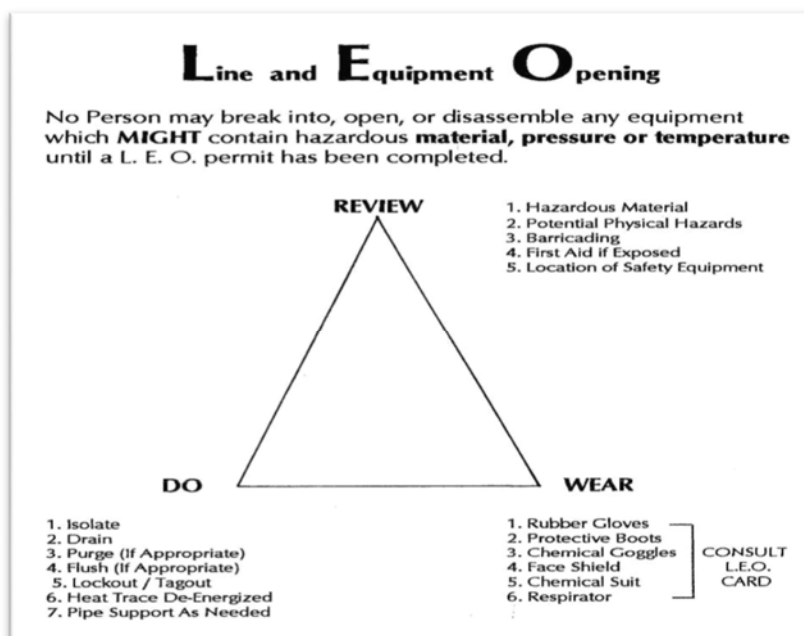 Line and Equipment Opening
No Person may break into, open, or disassemble any equipment
which MIGHT contain hazardous material, pressure or temperature
until a L. E. O. permit has been completed.
REVIEW
1. Hazardous Material
2. Potential Physical Hazards
3. Barricading
4. First Aid if Exposed
5. Location of Safety Equipment
DO
1. Isolate
2. Drain
3. Purge (If Appropriate)
4. Flush (If Appropriate)
5. Lockout / Tagout
6. Heat Trace De-Energized
7. Pipe Support As Needed
WEAR
1. Rubber Gloves
2. Protective Boots
3. Chemical Goggles
4. Face Shield
5. Chemical Suit
6. Respirator
CONSULT
L.E.O.
CARD